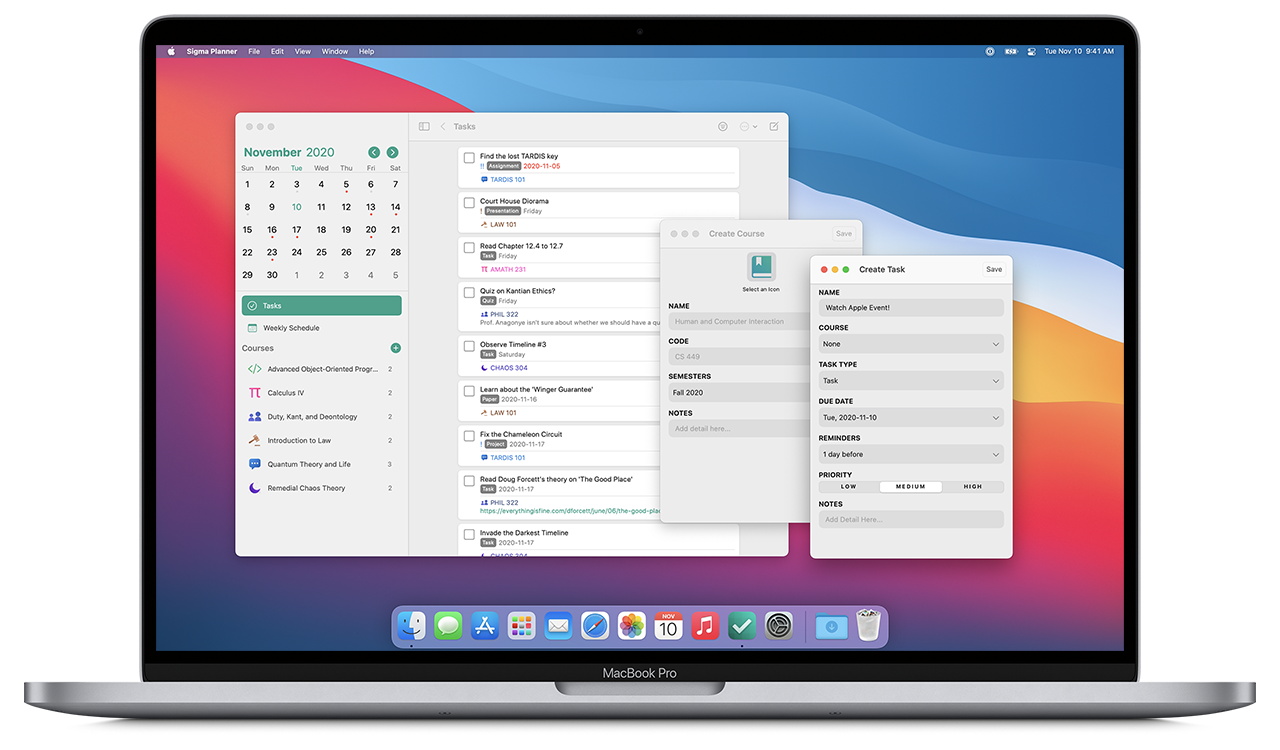 Sigma Planner File Edit View Window Help
Tue Nov 10 9:41 AM
November 2020
Sun Mon Tue Wed Thu Fri Sat
1 2 3 4 5 6 7
8 9 10 11 12 13 14
15 16 17 18 19 20 21
22 23 24 25 26 27 28
29 30 1 2 3 4 5
Tasks
Weekly Schedule
Courses
</> Advanced Object-Oriented Progr... 2
Calculus IV 2
Duty, Kant, and Deontology 2
Introduction to Law 2
Quantum Theory and Life 3
Remedial Chaos Theory 2
Tasks
Find the lost TARDIS key
!! Assignment 2020-11-05
TARDIS 101
Court House Diorama
! Presentation Friday
LAW 101
Read Chapter 12.4 to 12.7
Task Friday
AMATH 231
Quiz on Kantian Ethics?
Quiz Friday
PHIL 322
Prof. Anagonye isn't sure about whether we should have a qu
Observe Timeline #3
Task Saturday
CHAOS 304
Learn about the 'Winger Guarantee'
Paper 2020-11-16
LAW 101
Fix the Chameleon Circuit
! Project 2020-11-17
TARDIS 101
Read Doug Forcett's theory on 'The Good Place'
Task 2020-11-17
PHIL 322
https://everythingisfine.com/dforcett/june/06/the-good-plac
Invade the Darkest Timeline
Task 2020-11-17
CHAOS 304
Create Course Save
Select an Icon
NAME
Human and Computer Interaction
CODE
CS 449
SEMESTERS
Fall 2020
NOTES
Add detail here...
Create Task Save
NAME
Watch Apple Event!
COURSE
None
TASK TYPE
Task
DUE DATE
Tue, 2020-11-10
REMINDERS
1 day before
PRIORITY
LOW MEDIUM HIGH
NOTES
Add Detail Here...
NOV
10
MacBook Pro